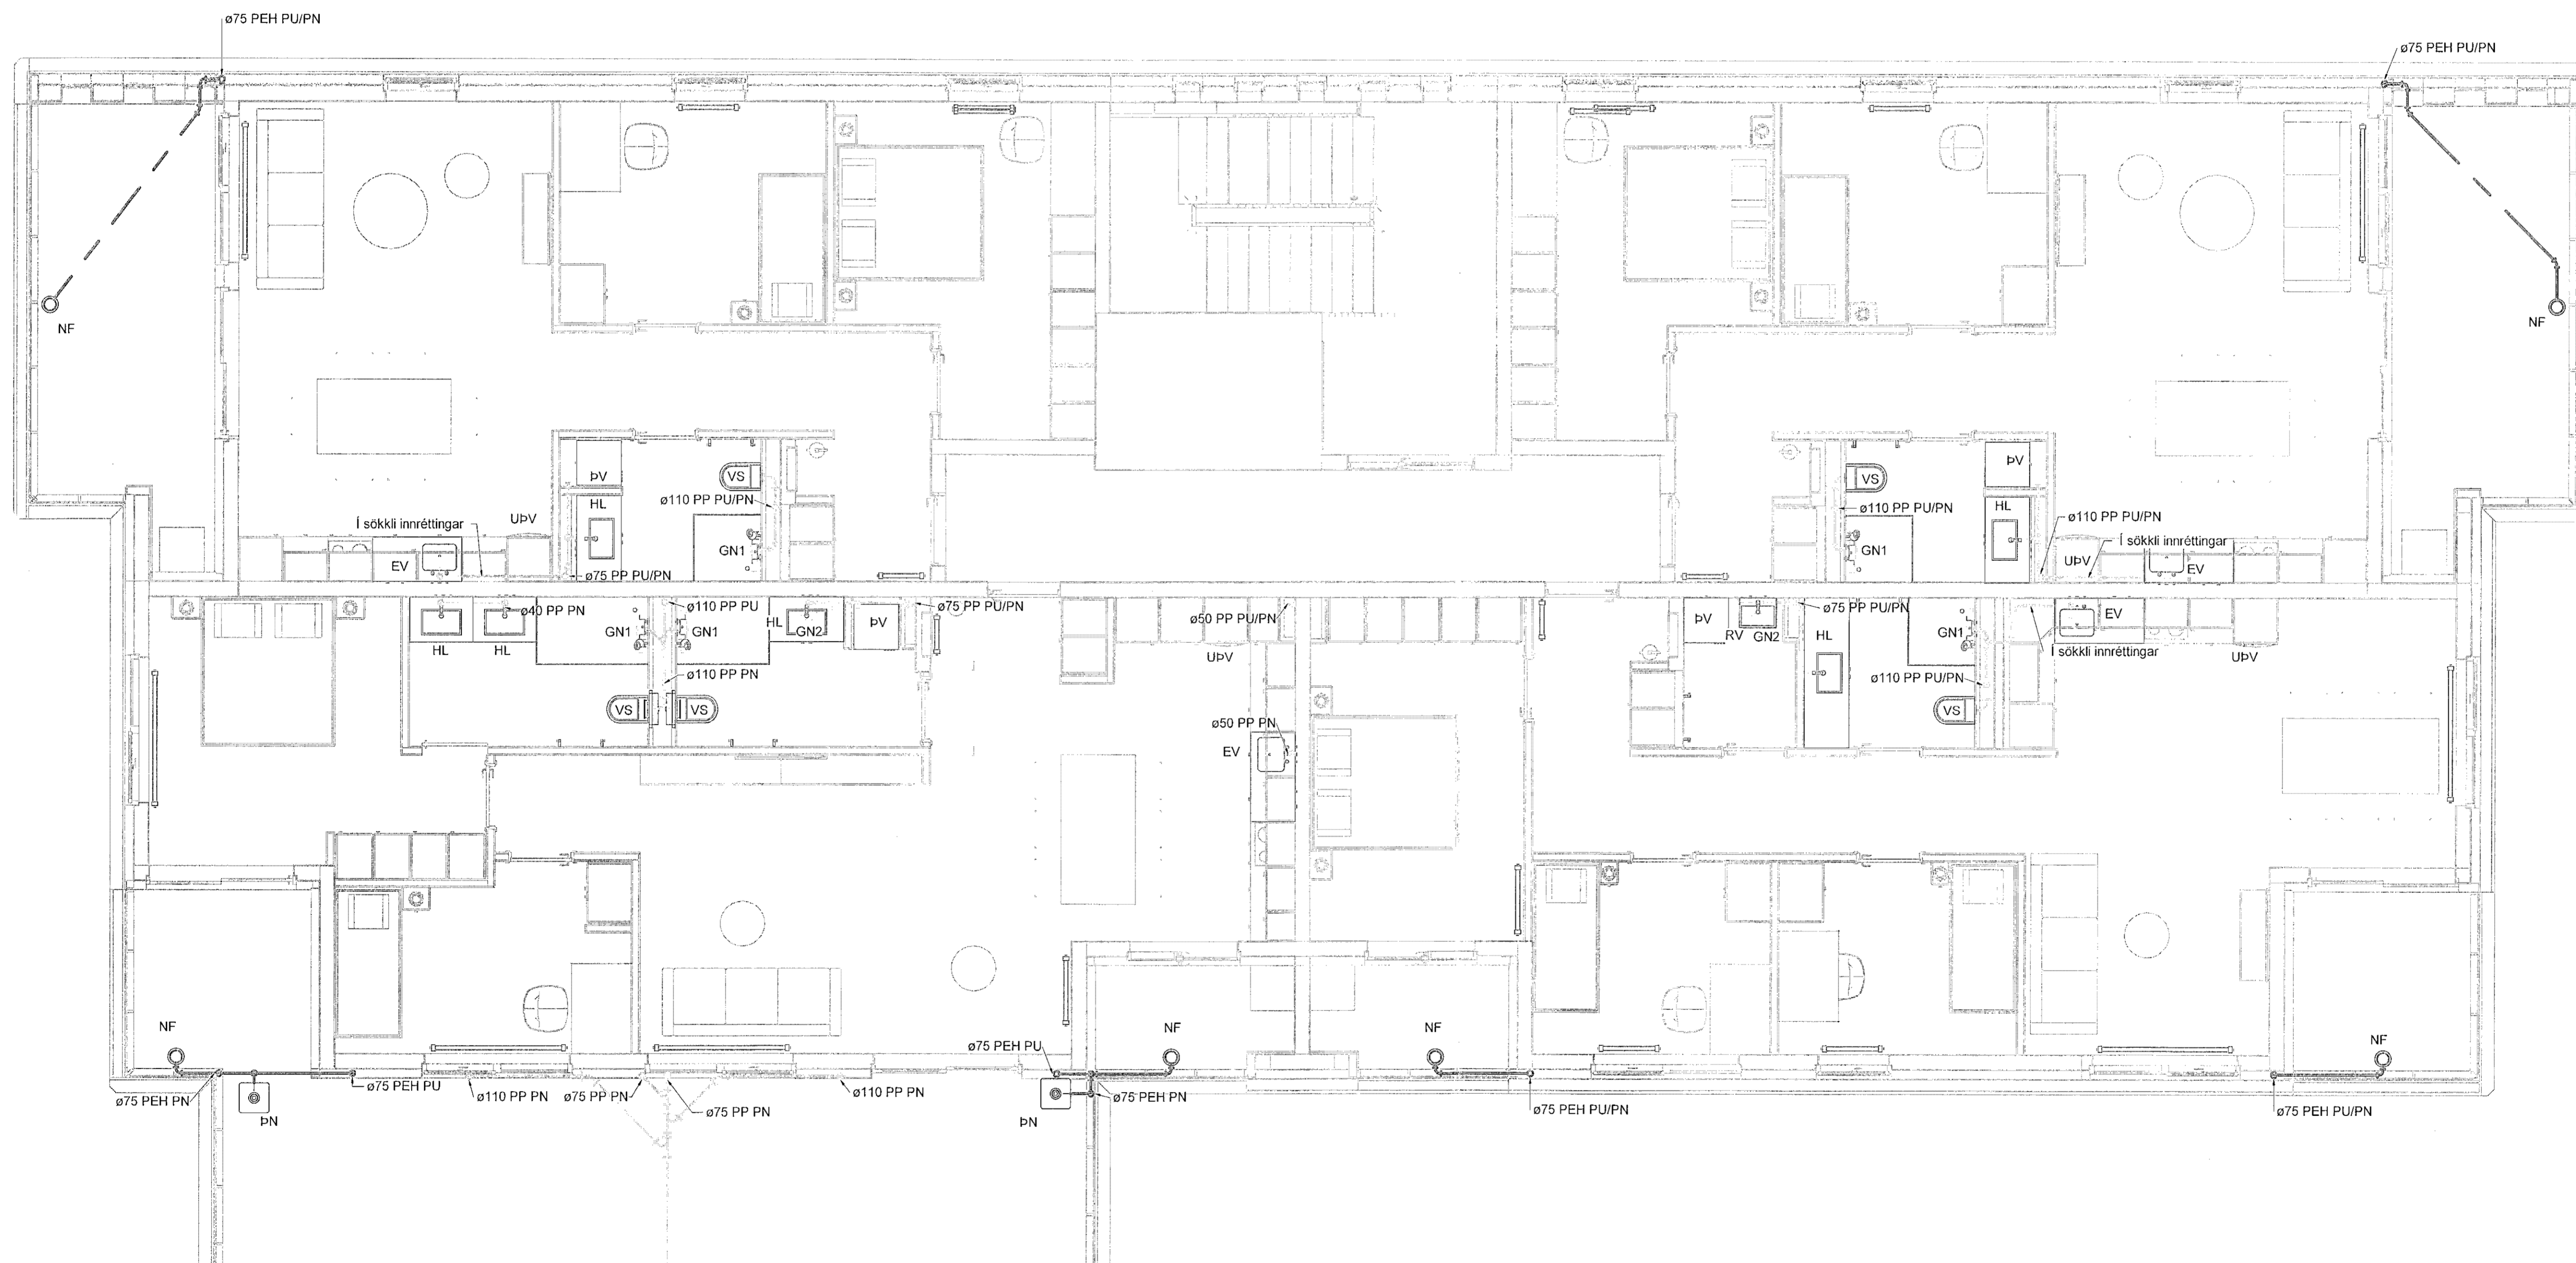 ø75 PEH PU/PN
ø75 PEH PU/PN
NF
NF
ÞV
VS
HL
ø110 PP PU/PN
UÞV
Í sökkli innréttingar
GN1
EV
ø75 PP PU/PN
VS
ÞV
ø110 PP PU/PN
HL
ø110 PP PU/PN
GN1
Í sökkli innréttingar
UÞV
EV
ø40 PP PN
ø110 PP PU
ø75 PP PU/PN
HL
HL
GN1
GN1
HL
GN2
ÞV
ø110 PP PN
VS
VS
ø50 PP PU/PN
UÞV
ø50 PP PN
EV
ÞV
RV
GN2
ø75 PP PU/PN
HL
GN1
EV
Í sökkli innréttingar
UÞV
ø110 PP PU/PN
VS
NF
NF
NF
NF
ø75 PEH PU
ø75 PEH PN
ø75 PEH PU
ø110 PP PN
ø75 PP PN
ø110 PP PN
ø75 PP PN
ø75 PEH PN
ø75 PEH PU/PN
ø75 PEH PU/PN
ÞN
ÞN